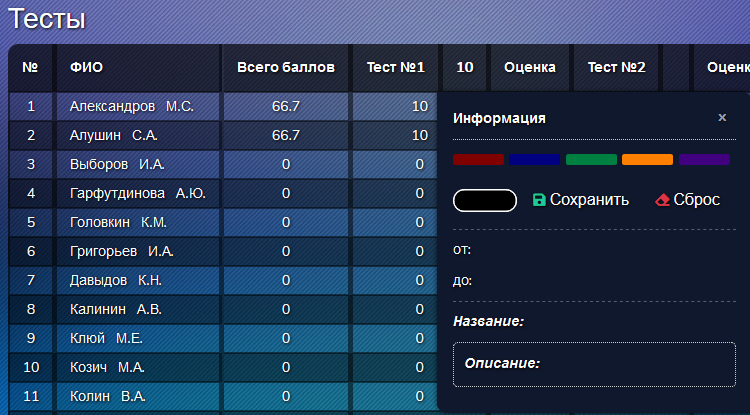 Тесты
№ ФИО Всего баллов Тест №1 10 Оценка Тест №2 Оценк
1 Александров М.С. 66.7 10
2 Алушин С.А. 66.7 10
3 Выборов И.А. 0 0
4 Гарфутдинова А.Ю. 0 0
5 Головкин К.М. 0 0
6 Григорьев И.А. 0 0
7 Давыдов К.Н. 0 0
8 Калинин А.В. 0 0
9 Клюй М.Е. 0 0
10 Козич М.А. 0 0
11 Колин В.А. 0 0
Информация ×
Сохранить Сброс
от:
до:
Название:
Описание: